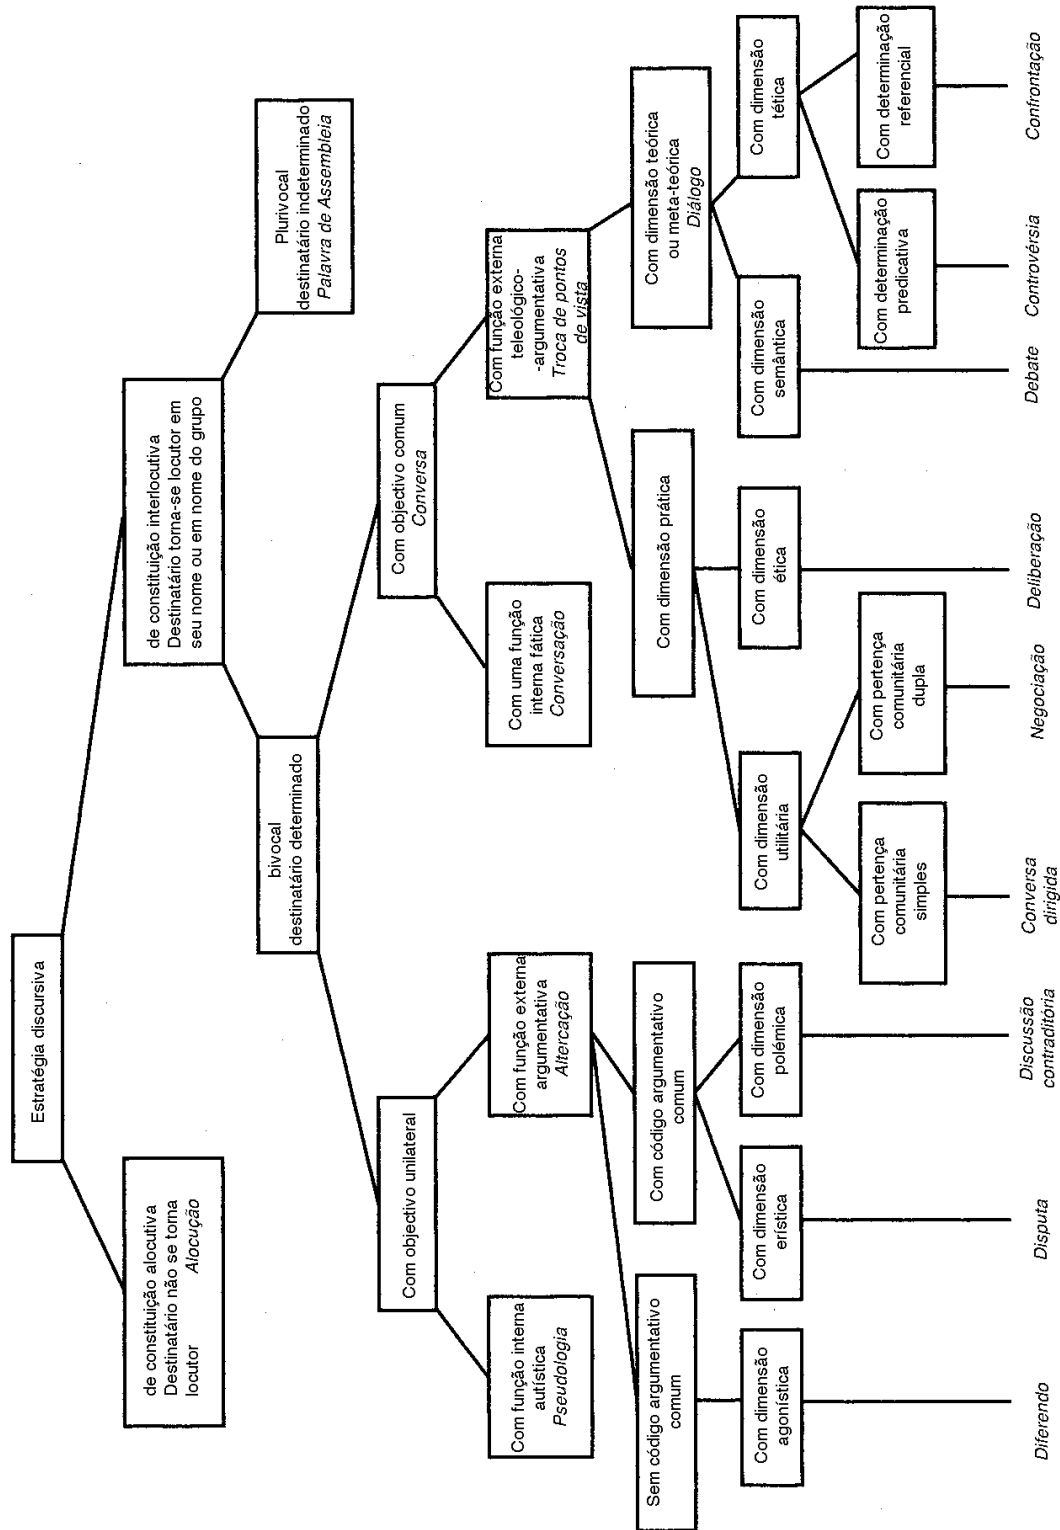 Estratégia discursiva
de constituição alocutiva
Destinatário não se torna
locutor Alocução
de constituição interlocutiva
Destinatário torna-se locutor em
seu nome ou em nome do grupo
bivocal
destinatário determinado
Plurivocal
destinatário indeterminado
Palavra de Assembleia
Com objectivo unilateral
Com objectivo comum
Conversa
Com função interna
autística
Pseudologia
Com função externa
argumentativa
Altercação
Com uma função
interna fática
Conversação
Com função externa
teleológico-
-argumentativa
Troca de pontos
de vista
Sem código argumentativo
comum
Com código argumentativo
comum
Com dimensão prática
Com dimensão teórica
ou meta-teórica
Diálogo
Com dimensão
agonística
Com dimensão
erística
Com dimensão
polémica
Com dimensão
utilitária
Com dimensão
ética
Com dimensão
semântica
Com dimensão
tética
Com pertença
comunitária
simples
Com pertença
comunitária
dupla
Com determinação
predicativa
Com determinação
referencial
Diferendo
Disputa
Discussão
contraditória
Conversa
dirigida
Negociação
Deliberação
Debate
Controvérsia
Confrontação